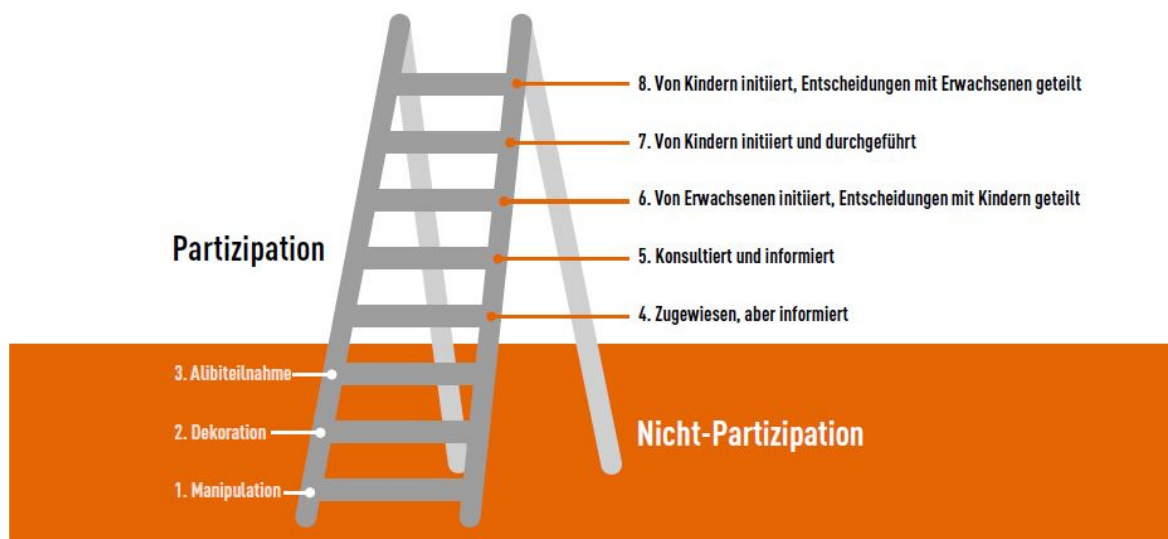 8. Von Kindern initiiert, Entscheidungen mit Erwachsenen geteilt
7. Von Kindern initiiert und durchgeführt
6. Von Erwachsenen initiiert, Entscheidungen mit Kindern geteilt
Partizipation
5. Konsultiert und informiert
4. Zugewiesen, aber informiert
3. Alibiteilnahme
2. Dekoration
Nicht-Partizipation
1. Manipulation